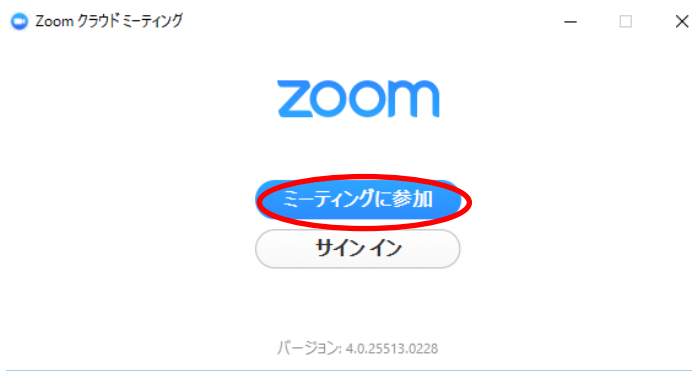 Zoom クラウド ミーティング
zoom
ミーティングに参加
サイン イン
バージョン: 4.0.25513.0228